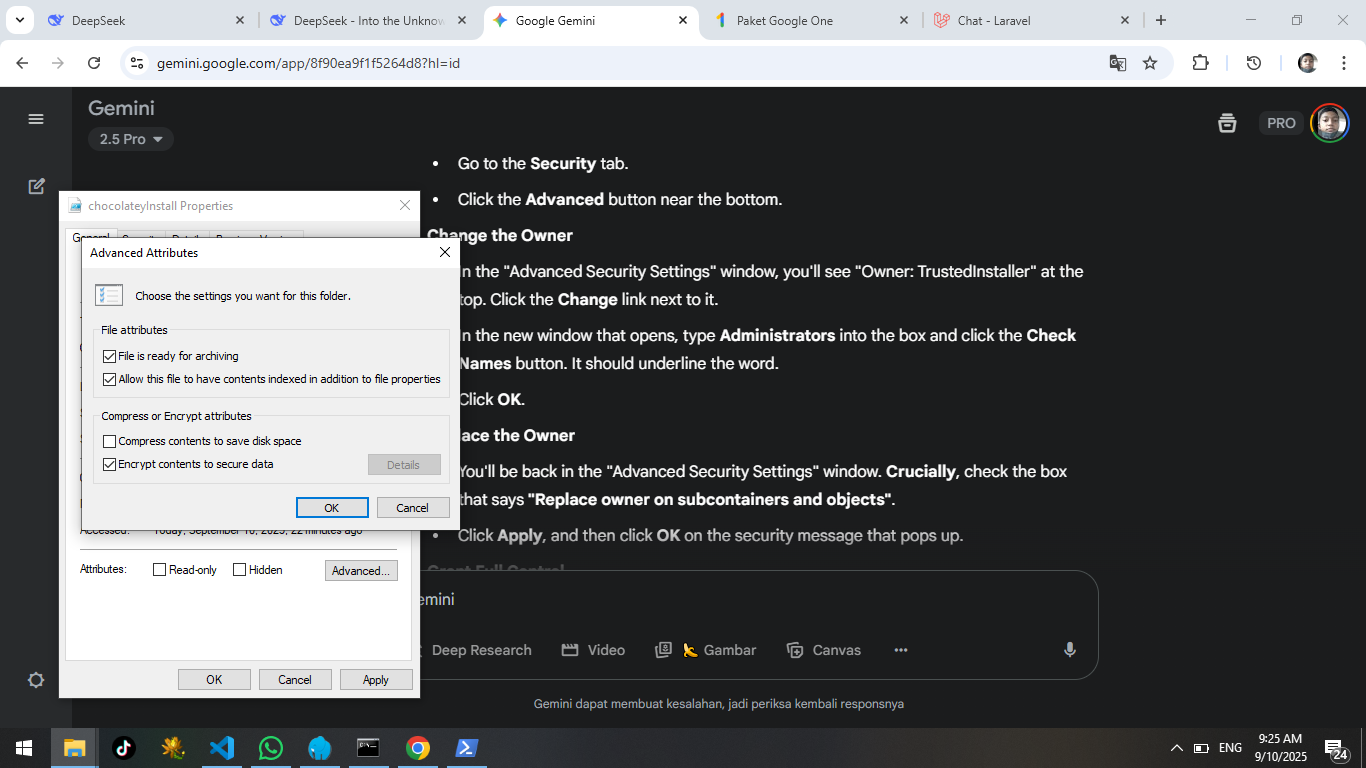 DeepSeek
DeepSeek - Into the Unknow
Google Gemini
Paket Google One
Chat - Laravel
gemini.google.com/app/8f90ea9f1f5264d8?hl=id
Gemini
2.5 Pro
PRO
• Go to the Security tab.
• Click the Advanced button near the bottom.
Change the Owner
In the "Advanced Security Settings" window, you'll see "Owner: TrustedInstaller" at the
top. Click the Change link next to it.
In the new window that opens, type Administrators into the box and click the Check
Names button. It should underline the word.
Click OK.
lace the Owner
You'll be back in the "Advanced Security Settings" window. Crucially, check the box
that says "Replace owner on subcontainers and objects".
• Click Apply, and then click OK on the security message that pops up.
Grant Full Control
emini
Deep Research
Video
Gambar
Canvas
Gemini dapat membuat kesalahan, jadi periksa kembali responsnya
chocolateyInstall Properties
General
Security
Details
Previous Versions
Advanced Attributes
Choose the settings you want for this folder.
File attributes
File is ready for archiving
Allow this file to have contents indexed in addition to file properties
Compress or Encrypt attributes
Compress contents to save disk space
Encrypt contents to secure data
Details
OK
Cancel
Accessed: Today, September 10, 2025, 22 minutes ago
Attributes:
Read-only
Hidden
Advanced...
OK
Cancel
Apply
ENG
9:25 AM
9/10/2025
24